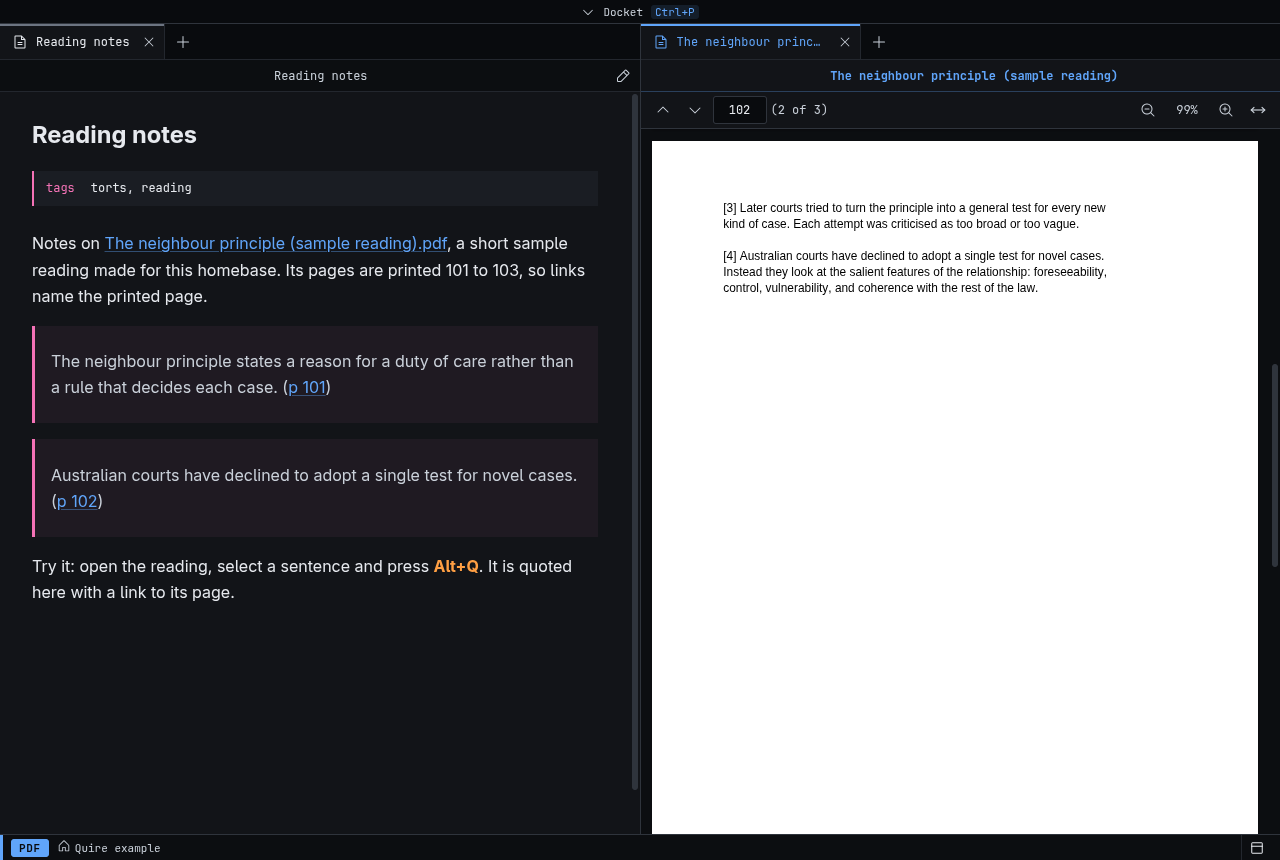 Docket Ctrl+P
Reading notes
The neighbour princ…
Reading notes
The neighbour principle (sample reading)
102 (2 of 3)
99%
Reading notes
tags torts, reading
Notes on The neighbour principle (sample reading).pdf, a short sample
reading made for this homebase. Its pages are printed 101 to 103, so links
name the printed page.
The neighbour principle states a reason for a duty of care rather than
a rule that decides each case. (p 101)
Australian courts have declined to adopt a single test for novel cases.
(p 102)
Try it: open the reading, select a sentence and press Alt+Q. It is quoted
here with a link to its page.
[3] Later courts tried to turn the principle into a general test for every new
kind of case. Each attempt was criticised as too broad or too vague.
[4] Australian courts have declined to adopt a single test for novel cases.
Instead they look at the salient features of the relationship: foreseeability,
control, vulnerability, and coherence with the rest of the law.
PDF Quire example